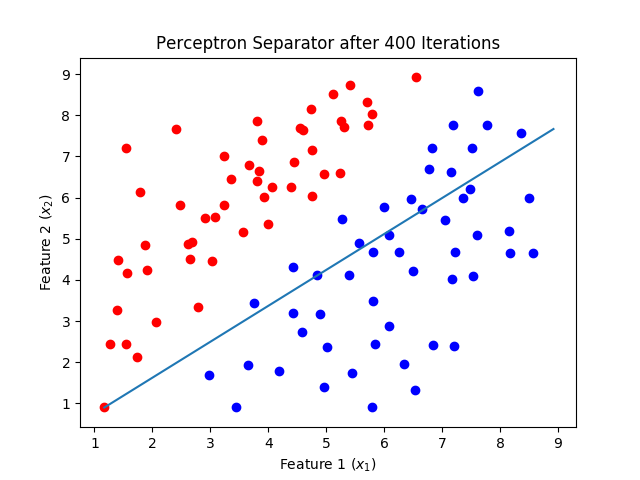 Perceptron Separator after 400 Iterations
9
8
7
6
5
4
3
2
1
Feature 2 (x₂)
1 2 3 4 5 6 7 8 9
Feature 1 (x₁)